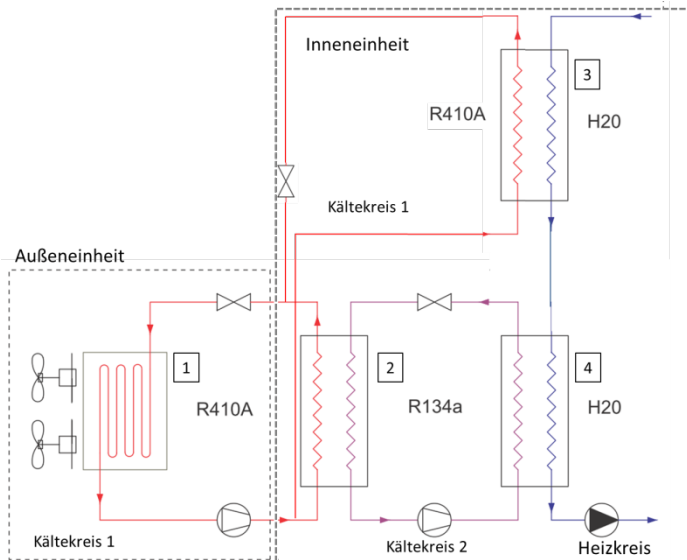 Inneneinheit
3
R410A
H20
Kältekreis 1
Außeneinheit
1
2
4
R410A
R134a
H20
Kältekreis 1
Kältekreis 2
Heizkreis